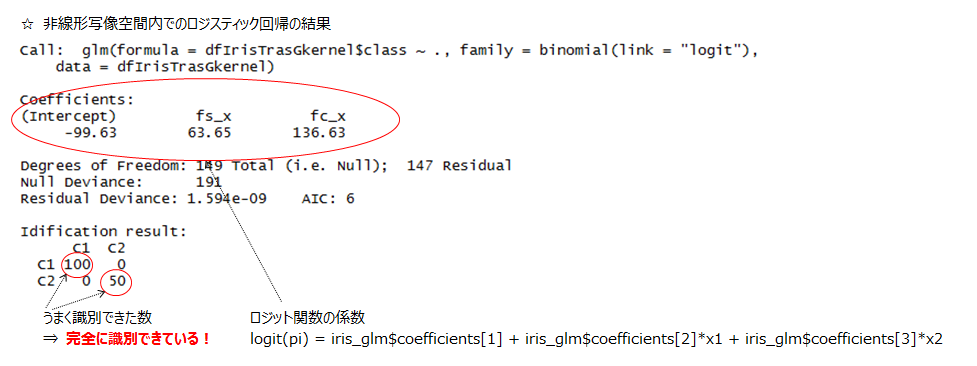 ☆ 非線形写像空間内でのロジスティック回帰の結果
Call: glm(formula = dfIrisTrasGkernel$class ~ ., family = binomial(link = "logit"),
data = dfIrisTrasGkernel)
Coefficients:
(Intercept) fs_x fc_x
-99.63 63.65 136.63
Degrees of Freedom: 149 Total (i.e. Null); 147 Residual
Null Deviance: 191
Residual Deviance: 1.594e-09 AIC: 6
Idification result:
C1 C2
C1 100 0
C2 0 50
うまく識別できた数
⇒ 完全に識別できている！
ロジット関数の係数
logit(pi) = iris_glm$coefficients[1] + iris_glm$coefficients[2]*x1 + iris_glm$coefficients[3]*x2